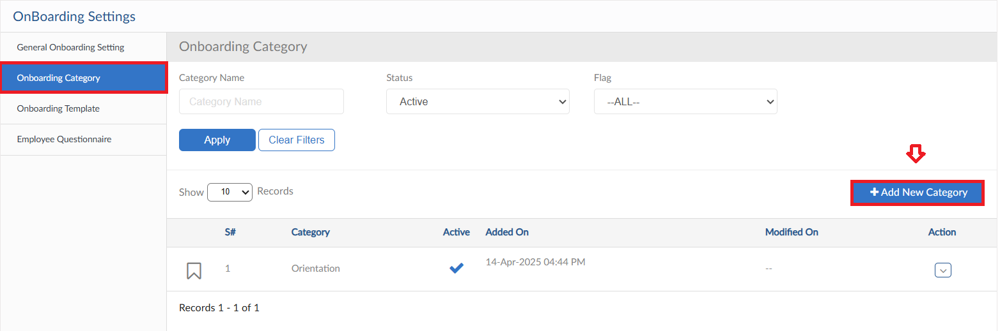 OnBoarding Settings
General Onboarding Setting
Onboarding Category
Onboarding Template
Employee Questionnaire
Onboarding Category
Category Name Status Flag
Category Name Active --ALL--
Apply Clear Filters
Show 10 Records
Add New Category
S# Category Active Added On Modified On Action
1 Orientation 14-Apr-2025 04:44 PM --
Records 1 - 1 of 1